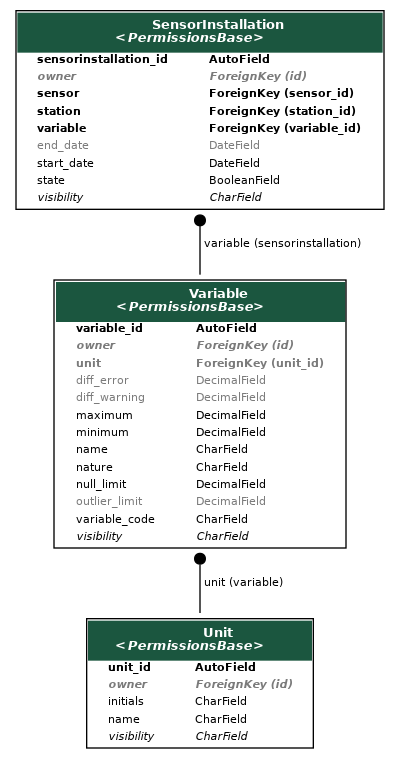 SensorInstallation
<PermissionsBase>
sensorinstallation_id AutoField
owner ForeignKey (id)
sensor ForeignKey (sensor_id)
station ForeignKey (station_id)
variable ForeignKey (variable_id)
end_date DateField
start_date DateField
state BooleanField
visibility CharField
variable (sensorinstallation)
Variable
<PermissionsBase>
variable_id AutoField
owner ForeignKey (id)
unit ForeignKey (unit_id)
diff_error DecimalField
diff_warning DecimalField
maximum DecimalField
minimum DecimalField
name CharField
nature CharField
null_limit DecimalField
outlier_limit DecimalField
variable_code CharField
visibility CharField
unit (variable)
Unit
<PermissionsBase>
unit_id AutoField
owner ForeignKey (id)
initials CharField
name CharField
visibility CharField